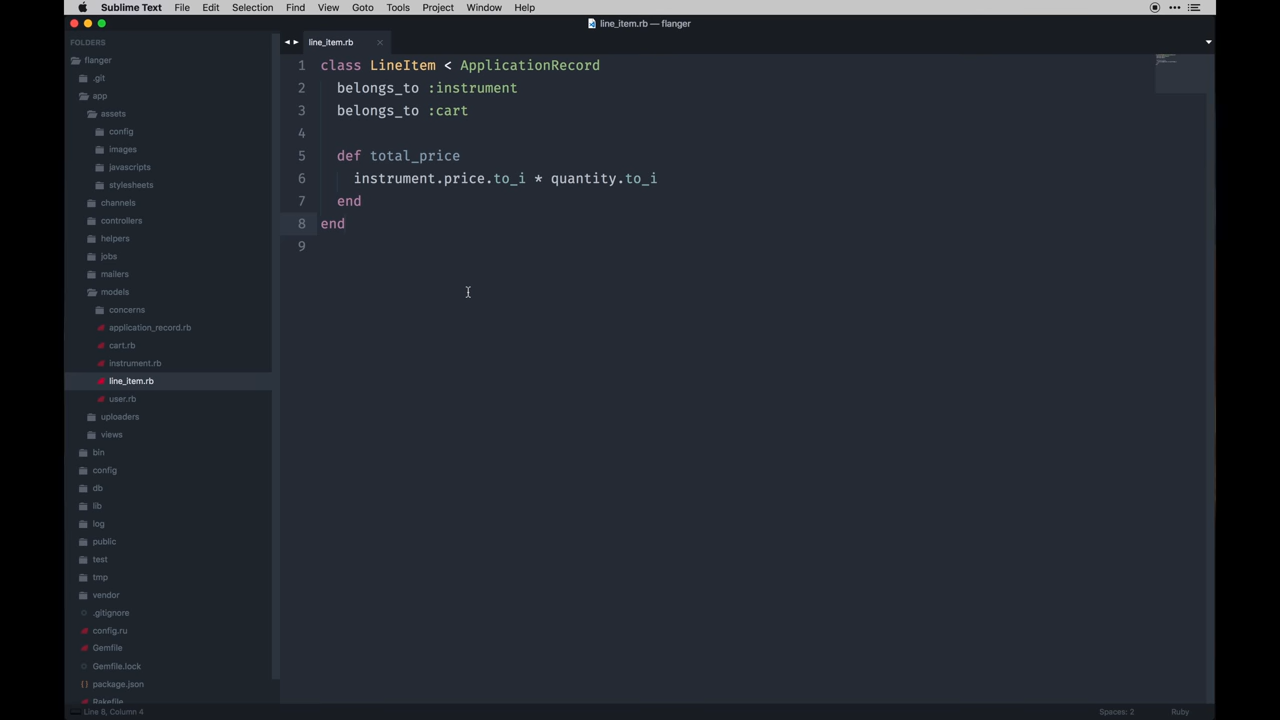 Sublime Text File Edit Selection Find View Goto Tools Project Window Help
line_item.rb — flanger
FOLDERS
flanger
.git
app
assets
config
images
javascripts
stylesheets
channels
controllers
helpers
jobs
mailers
models
concerns
application_record.rb
cart.rb
instrument.rb
line_item.rb
user.rb
uploaders
views
bin
config
db
lib
log
public
test
tmp
vendor
.gitignore
config.ru
Gemfile
Gemfile.lock
package.json
Rakefile
line_item.rb
1 class LineItem < ApplicationRecord
2 belongs_to :instrument
3 belongs_to :cart
4
5 def total_price
6 instrument.price.to_i * quantity.to_i
7 end
8 end
9
Line 8, Column 4
Spaces: 2 Ruby